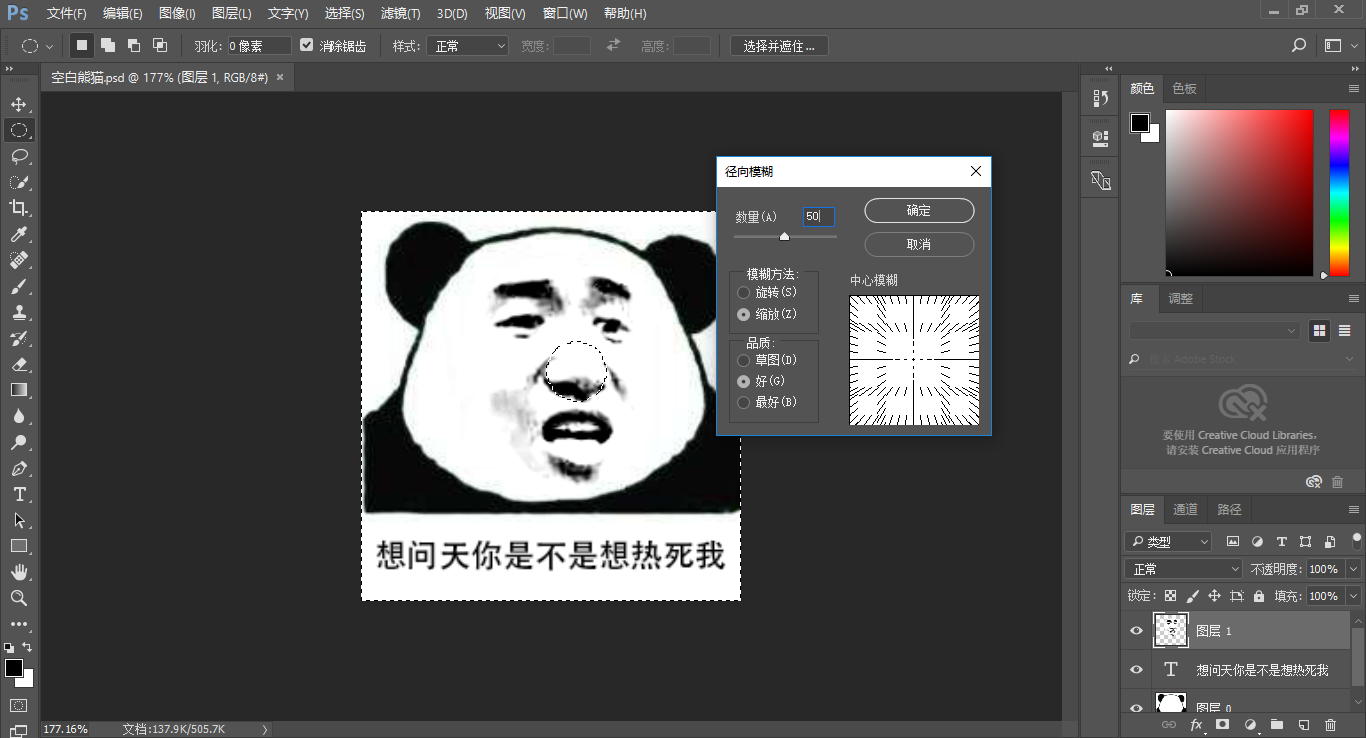 Ps 文件(F) 编辑(E) 图像(I) 图层(L) 文字(Y) 选择(S) 滤镜(T) 3D(D) 视图(V) 窗口(W) 帮助(H)
羽化: 0 像素 消除锯齿 样式: 正常 宽度: 高度: 选择并遮住...
空白熊猫.psd @ 177% (图层 1, RGB/8#) ×
想问天你是不是想热死我
177.16% 文档:137.9K/505.7K
径向模糊
数量(A) 50
确定
取消
模糊方法:
旋转(S)
缩放(Z)
品质:
草图(D)
好(G)
最好(B)
中心模糊
颜色 色板
库 调整
搜索 Adobe Stock
要使用 Creative Cloud Libraries,
请安装 Creative Cloud 应用程序
图层 通道 路径
类型
正常 不透明度: 100%
锁定: 填充: 100%
图层 1
T 想问天你是不是想热死我
图层 0
fx